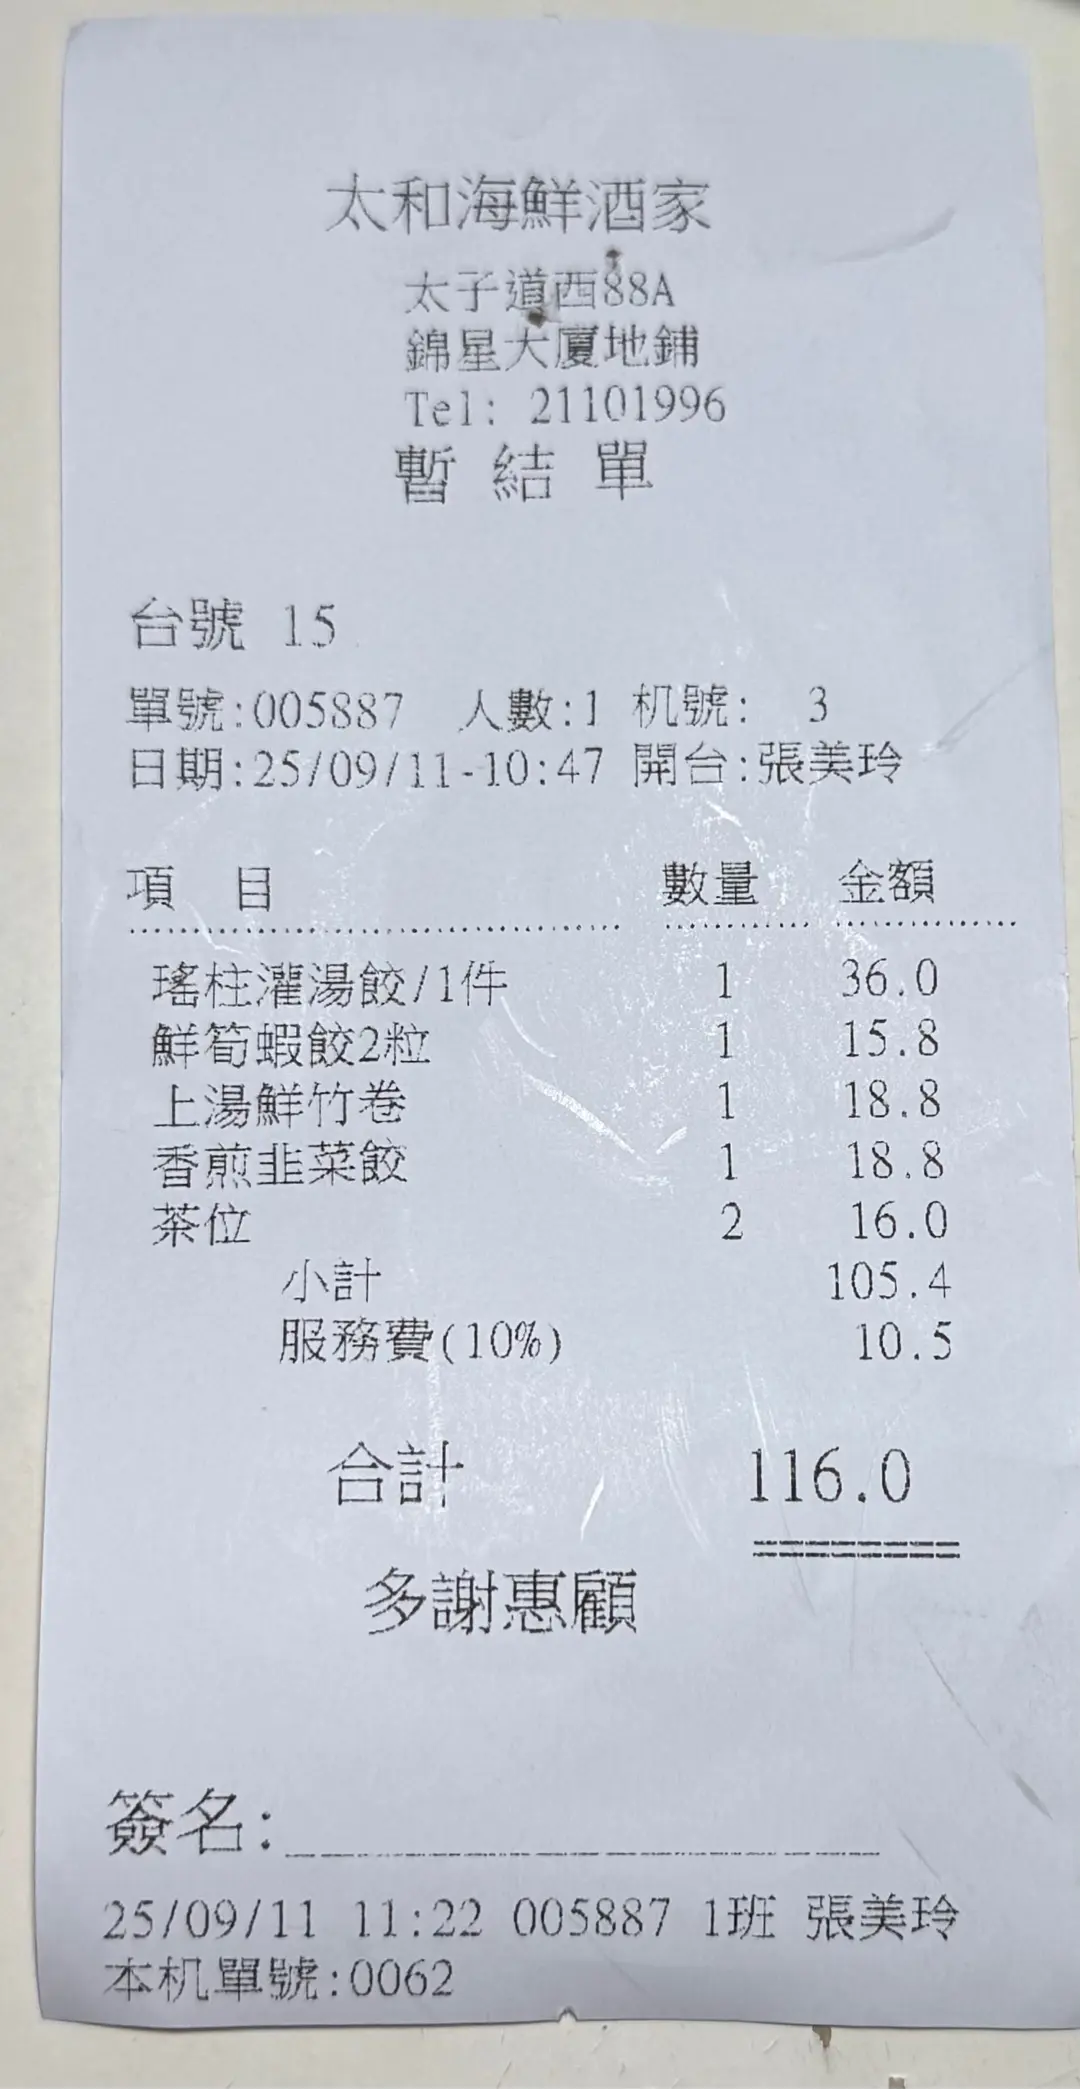 太和海鮮酒家
太子道西88A
錦星大廈地鋪
Tel: 21101996
暫 結 單
台號 15
單號:005887 人數:1 机號: 3
日期:25/09/11-10:47 開台:張美玲
項 目 數量 金額
瑤柱灌湯餃/1件 1 36.0
鮮筍蝦餃2粒 1 15.8
上湯鮮竹卷 1 18.8
香煎韭菜餃 1 18.8
茶位 2 16.0
小計 105.4
服務費(10%) 10.5
合計 116.0
多謝惠顧
簽名:
25/09/11 11:22 005887 1班 張美玲
本机單號:0062